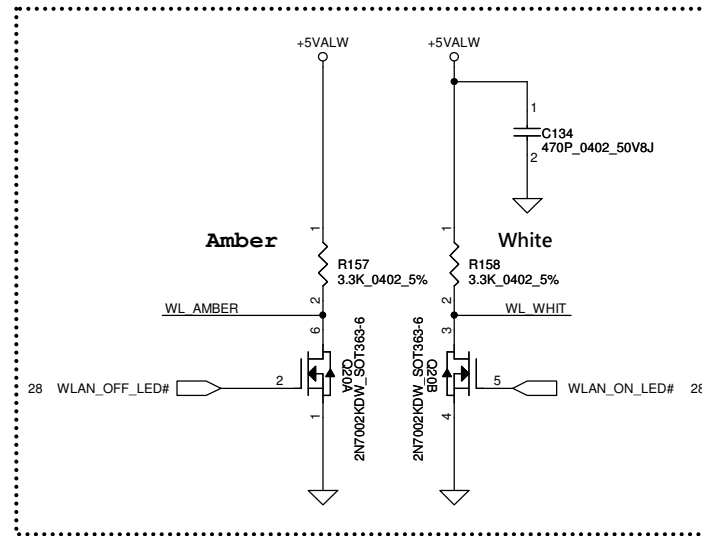 +5VALW
+5VALW
1
C134
470P_0402_50V8J
2
Amber
White
1
R157
3.3K_0402_5%
2
1
R158
3.3K_0402_5%
2
WL_AMBER
WL_WHIT
6
3
2N7002KDW_SOT363-6
Q20A
2N7002KDW_SOT363-6
Q20B
28 WLAN_OFF_LED#
2
5
WLAN_ON_LED# 28
1
4